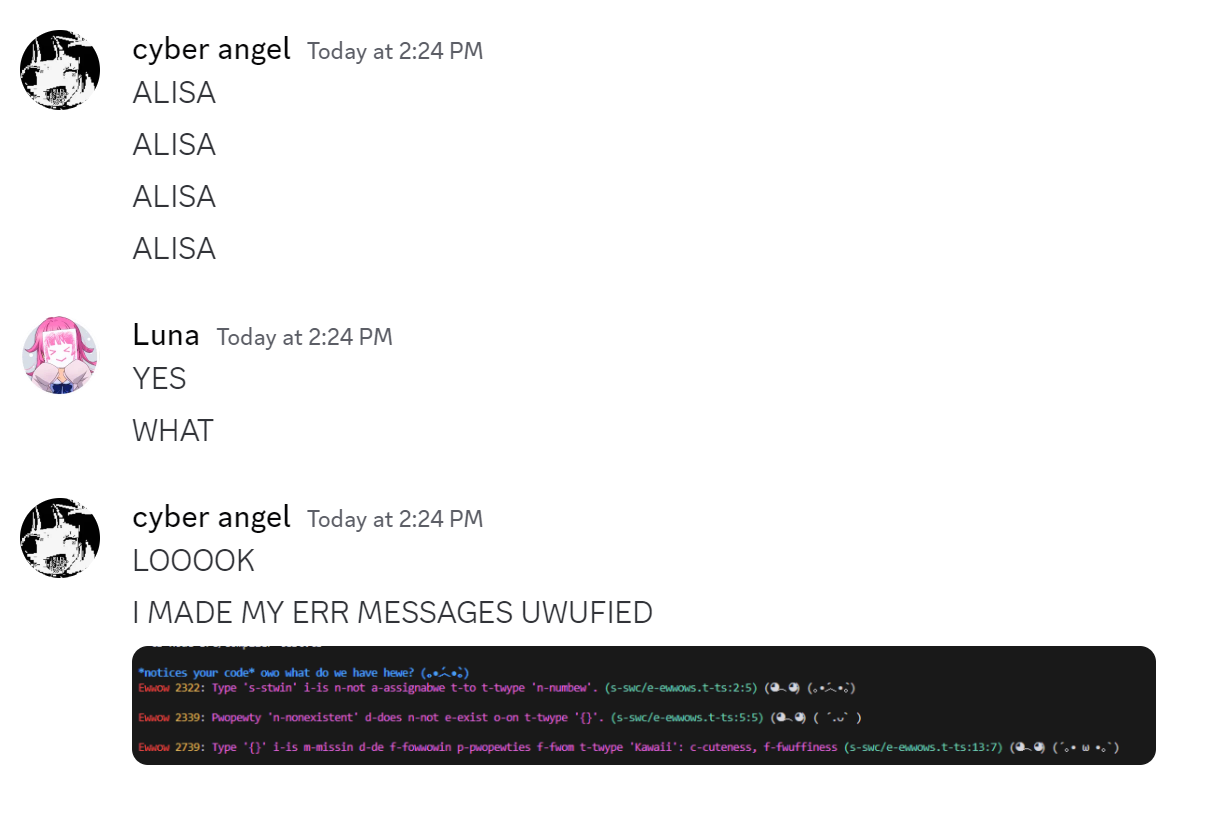 cyber angel Today at 2:24 PM
ALISA
ALISA
ALISA
ALISA
Luna Today at 2:24 PM
YES
WHAT
cyber angel Today at 2:24 PM
LOOOOK
I MADE MY ERR MESSAGES UWUFIED
*notices your code* owo what do we have hewe? (｡•́︿•̀｡)
Ewwow 2322: Type 's-stwin' i-is n-not a-assignabwe t-to t-twype 'n-numbew'. (s-swc/e-ewwows.t-ts:2:5) (◕︵◕) (｡•́︿•̀｡)
Ewwow 2339: Pwopewty 'n-nonexistent' d-does n-not e-exist o-on t-twype '{}'. (s-swc/e-ewwows.t-ts:5:5) (◕︵◕) ( ´•︵•` )
Ewwow 2739: Type '{}' i-is m-missin d-de f-fowwowin p-pwopewties f-fwom t-twype 'Kawaii': c-cuteness, f-fwuffiness (s-swc/e-ewwows.t-ts:13:7) (◕︵◕) (´｡• ω •｡`)